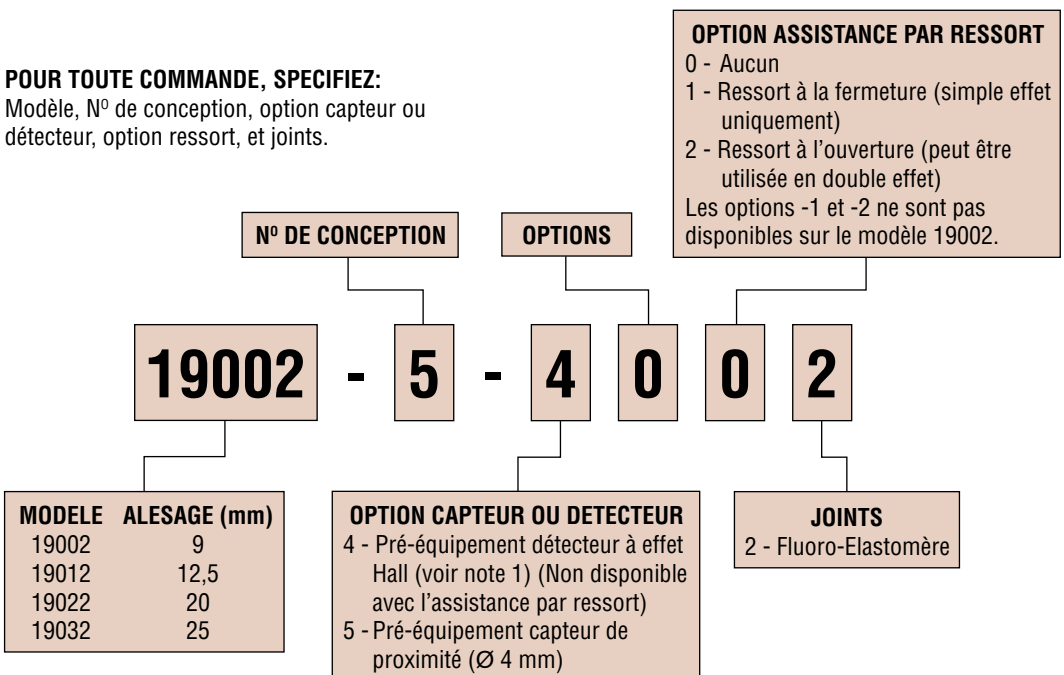 POUR TOUTE COMMANDE, SPECIFIEZ:
Modèle, Nº de conception, option capteur ou
détecteur, option ressort, et joints.
OPTION ASSISTANCE PAR RESSORT
0 - Aucun
1 - Ressort à la fermeture (simple effet
uniquement)
2 - Ressort à l'ouverture (peut être
utilisée en double effet)
Les options -1 et -2 ne sont pas
disponibles sur le modèle 19002.
Nº DE CONCEPTION
OPTIONS
19002 - 5 - 4 0 0 2
MODELE ALESAGE (mm)
19002 9
19012 12,5
19022 20
19032 25
OPTION CAPTEUR OU DETECTEUR
4 - Pré-équipement détecteur à effet
Hall (voir note 1) (Non disponible
avec l'assistance par ressort)
5 - Pré-équipement capteur de
proximité (Ø 4 mm)
JOINTS
2 - Fluoro-Elastomère